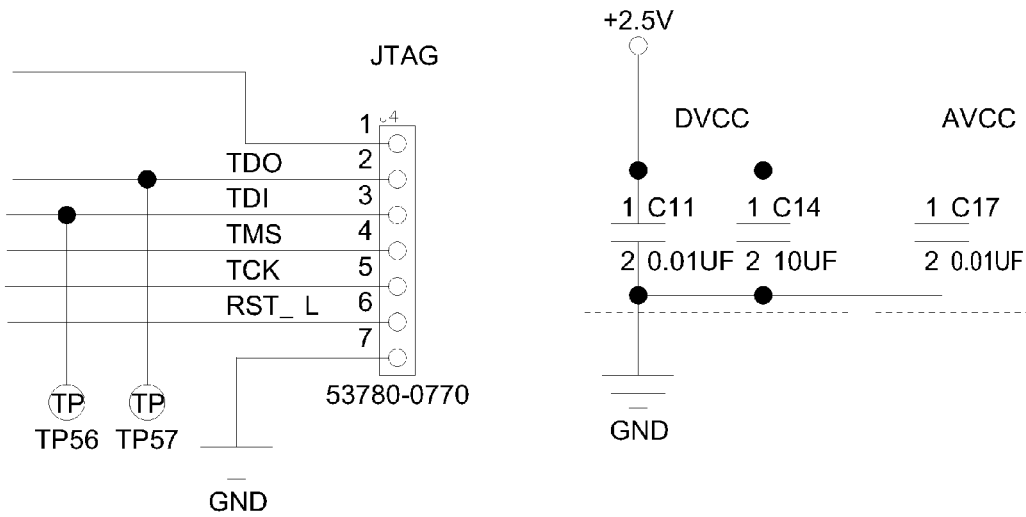 +2.5V
JTAG
J4
DVCC
AVCC
1
2
TDO
3
TDI
4
TMS
5
TCK
6
RST_ L
7
1 C11
1 C14
1 C17
2 0.01UF
2 10UF
2 0.01UF
53780-0770
TP
TP
TP56
TP57
GND
GND